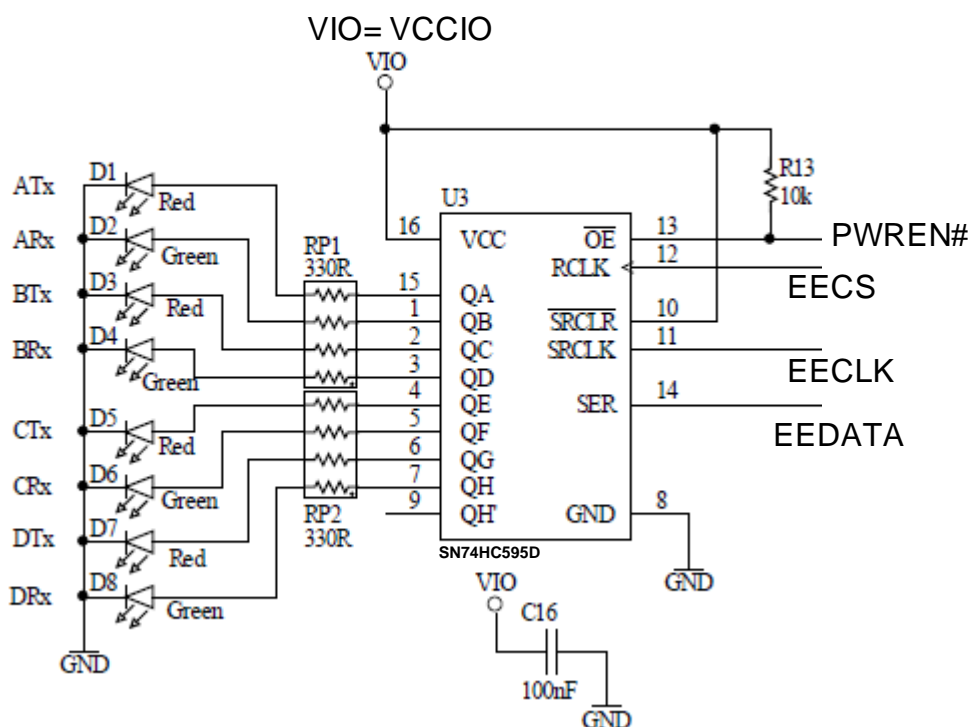 VIO= VCCIO
VIO
ATx
D1
Red
ARx
D2
Green
BTx
D3
Red
BRx
D4
Green
CTx
D5
Red
CRx
D6
Green
DTx
D7
Red
DRx
D8
Green
GND
RP1
330R
RP2
330R
U3
16 VCC
15 QA
1 QB
2 QC
3 QD
4 QE
5 QF
6 QG
7 QH
9 QH'
OE 13
RCLK 12
SRCLR 10
SRCLK 11
SER 14
GND 8
SN74HC595D
R13
10k
PWREN#
EECS
EECLK
EEDATA
GND
VIO
C16
100nF
GND